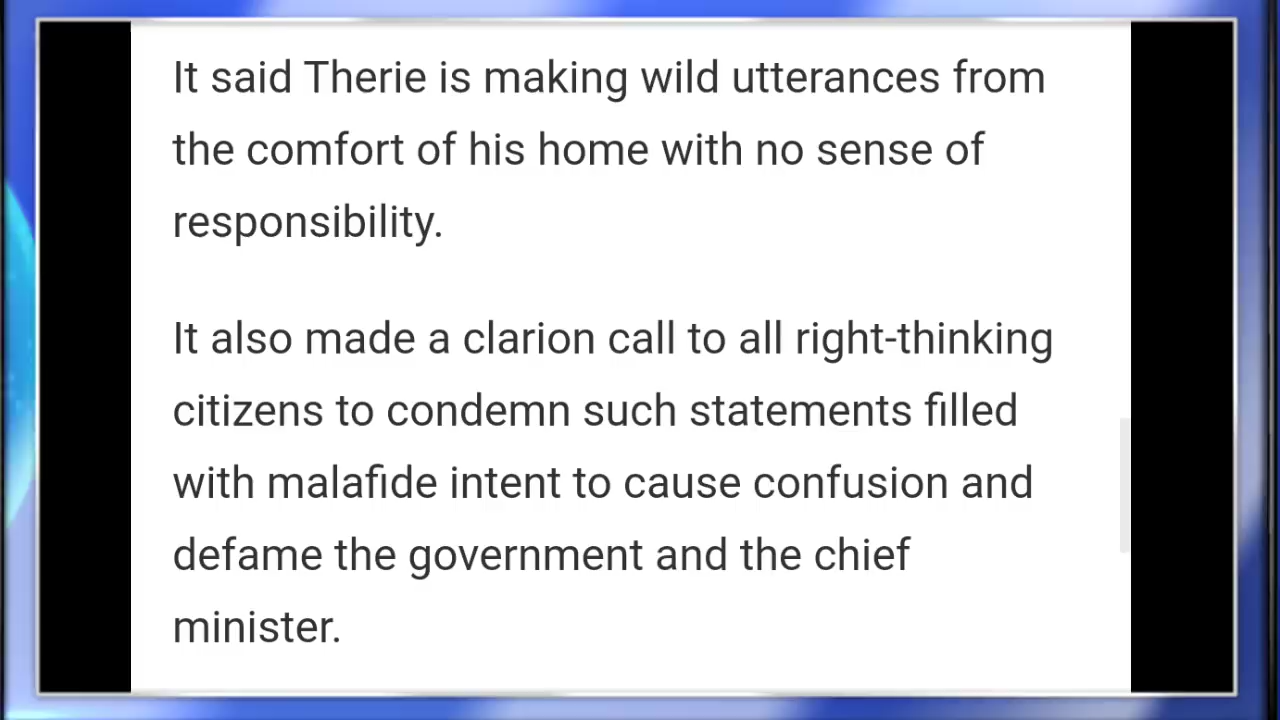 It said Therie is making wild utterances from
the comfort of his home with no sense of
responsibility.
It also made a clarion call to all right-thinking
citizens to condemn such statements filled
with malafide intent to cause confusion and
defame the government and the chief
minister.